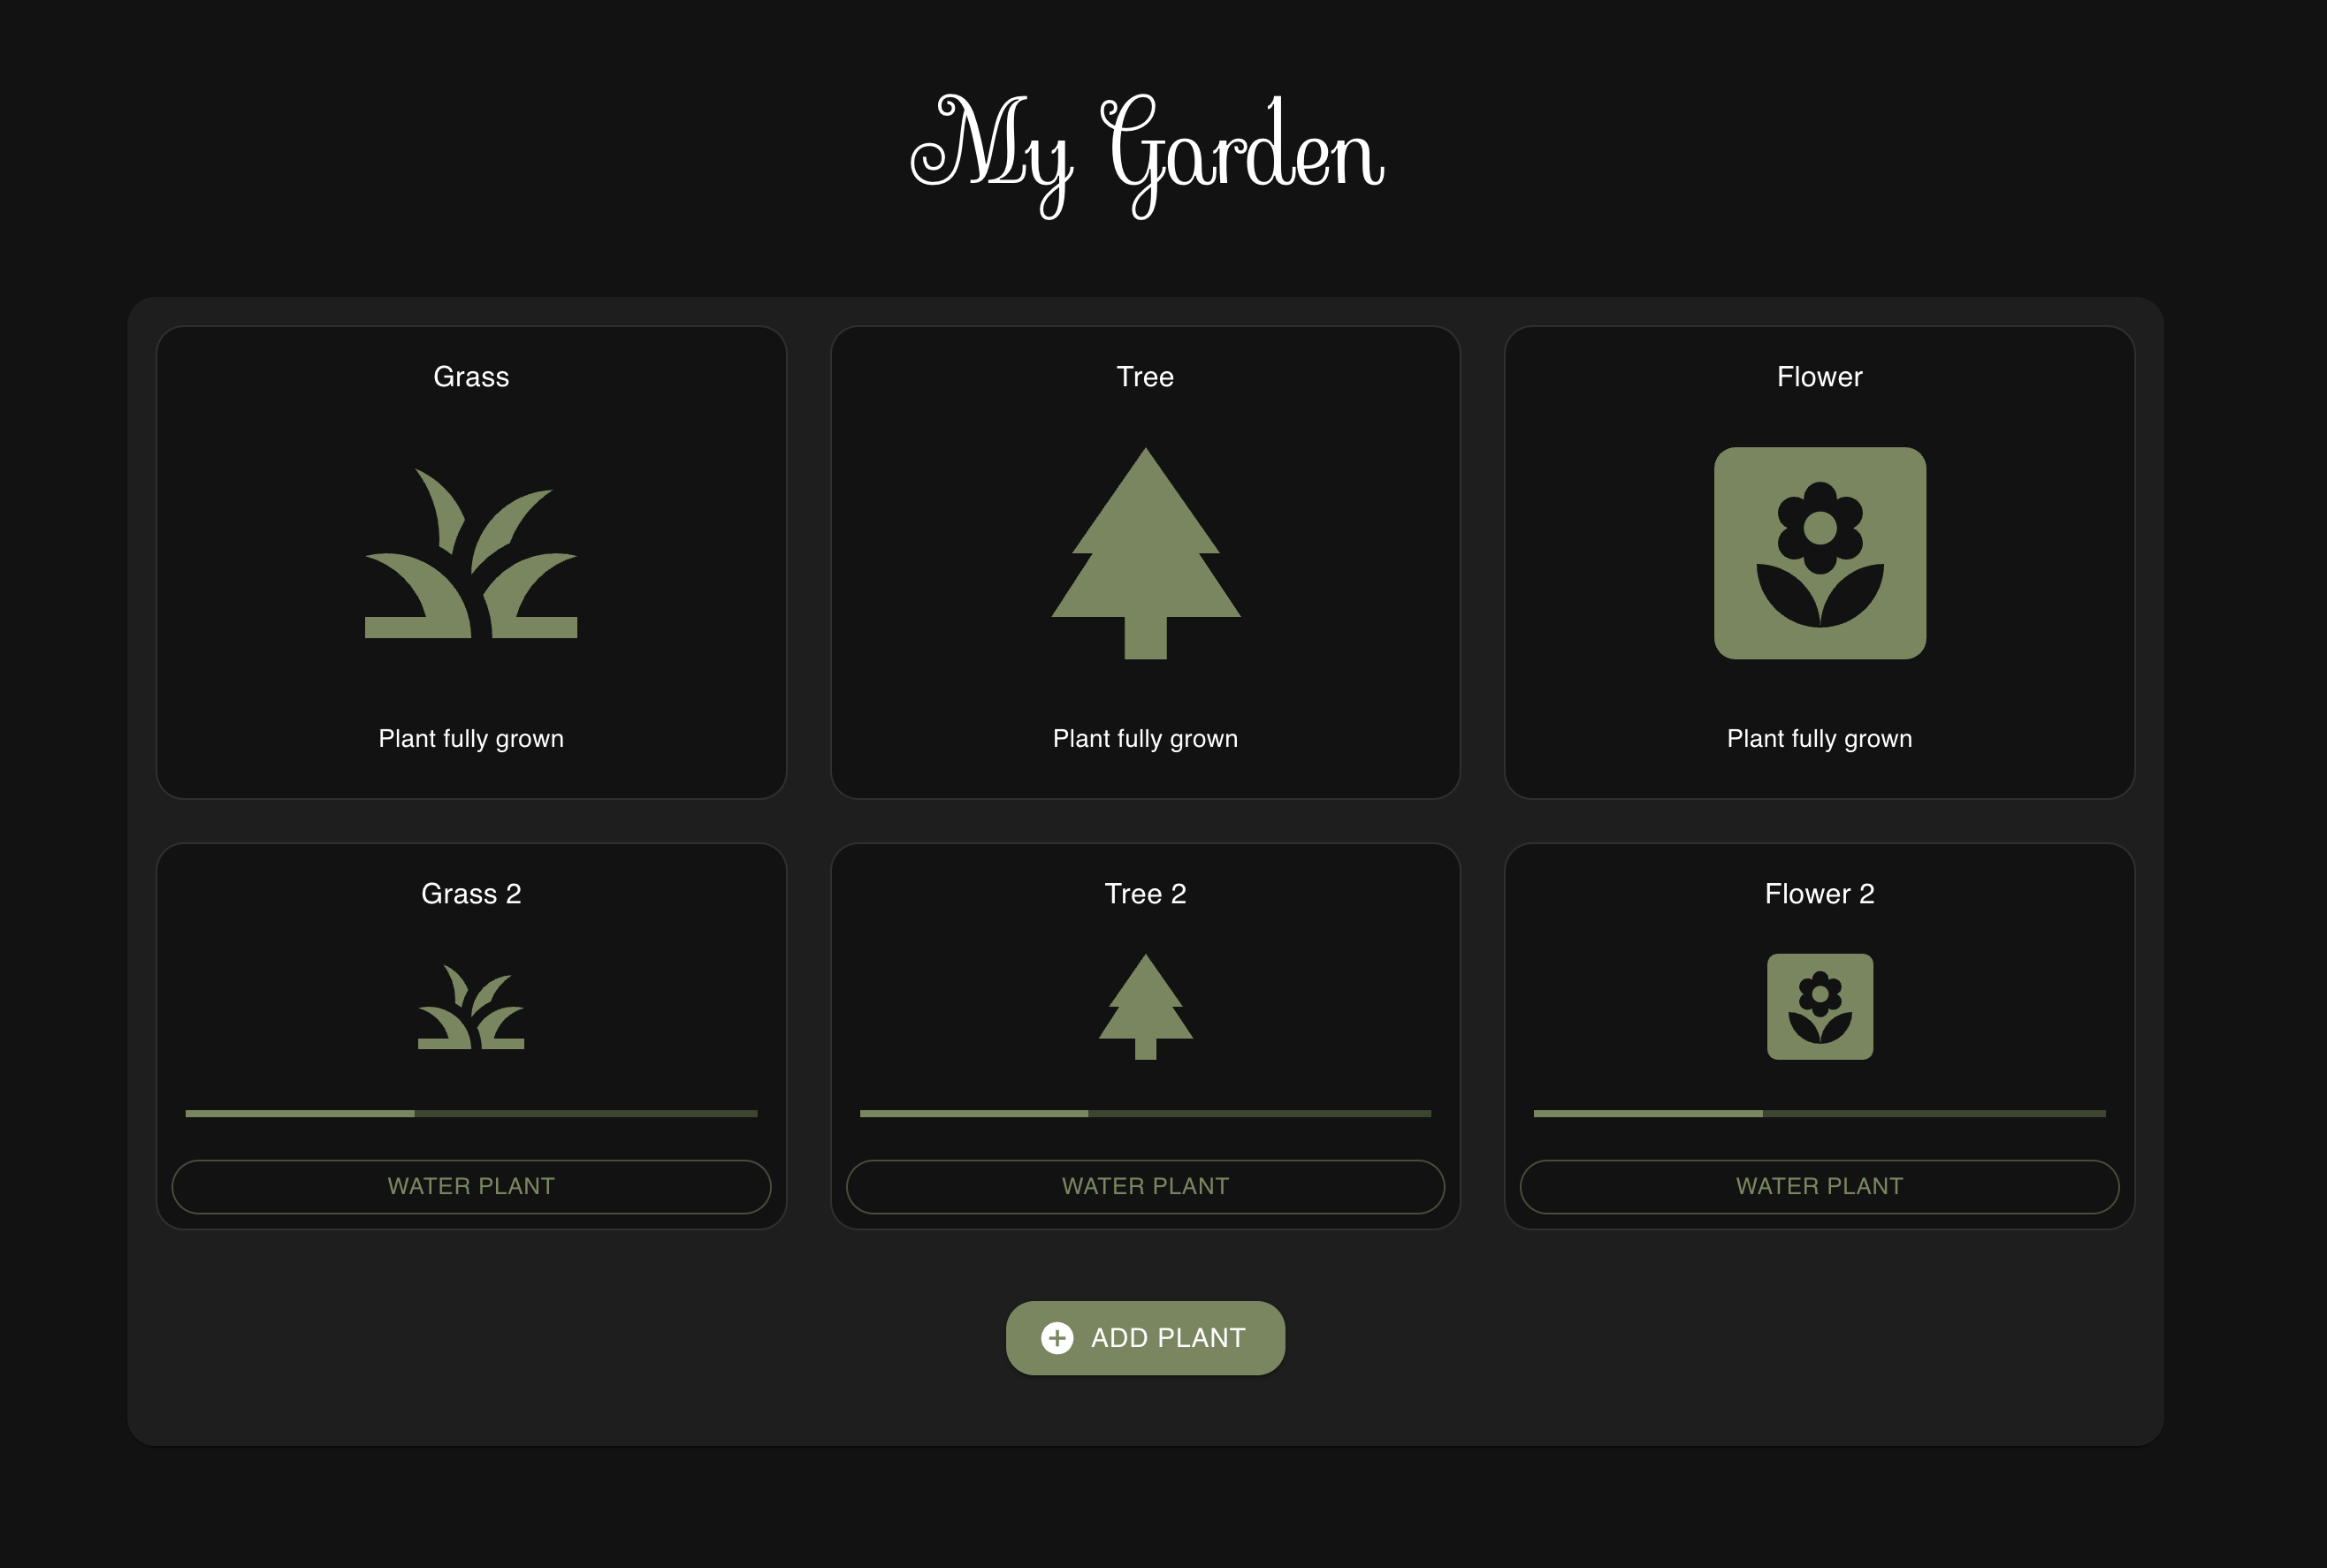 My Garden
Grass
Tree
Flower
Plant fully grown
Plant fully grown
Plant fully grown
Grass 2
Tree 2
Flower 2
WATER PLANT
WATER PLANT
WATER PLANT
ADD PLANT